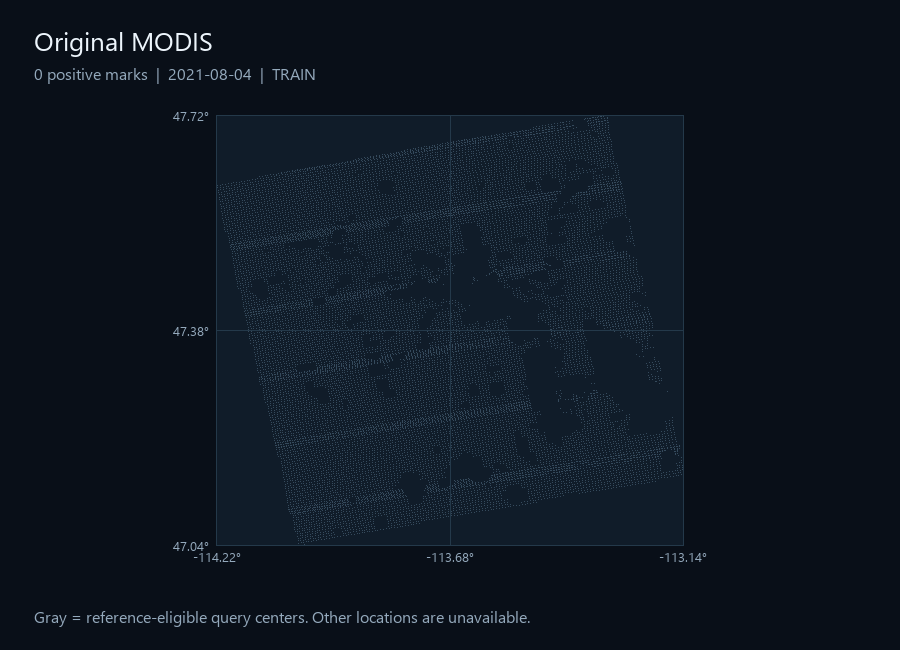 Original MODIS
0 positive marks | 2021-08-04 | TRAIN
47.72°
47.38°
47.04°
-114.22°
-113.68°
-113.14°
Gray = reference-eligible query centers. Other locations are unavailable.